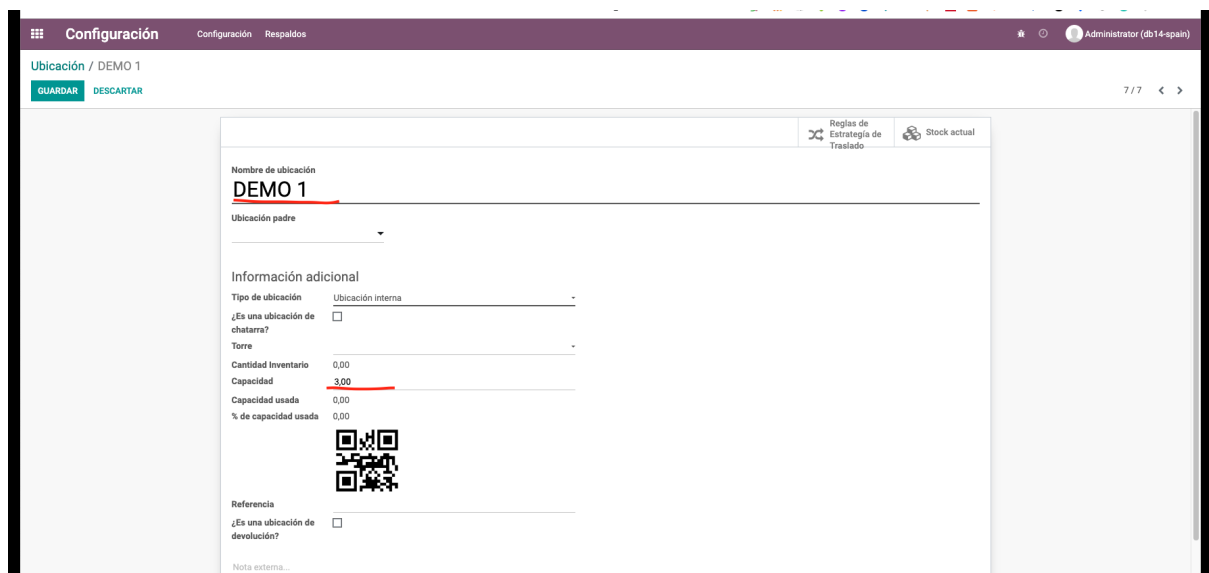 Configuración Configuración Respaldos Administrator (db14-spain)
Ubicación / DEMO 1
GUARDAR DESCARTAR 7 / 7
Reglas de
Estrategía de
Traslado
Stock actual
Nombre de ubicación
DEMO 1
Ubicación padre
Información adicional
Tipo de ubicación Ubicación interna
¿Es una ubicación de
chatarra?
Torre
Cantidad Inventario 0,00
Capacidad 3,00
Capacidad usada 0,00
% de capacidad usada 0,00
Referencia
¿Es una ubicación de
devolución?
Nota externa...